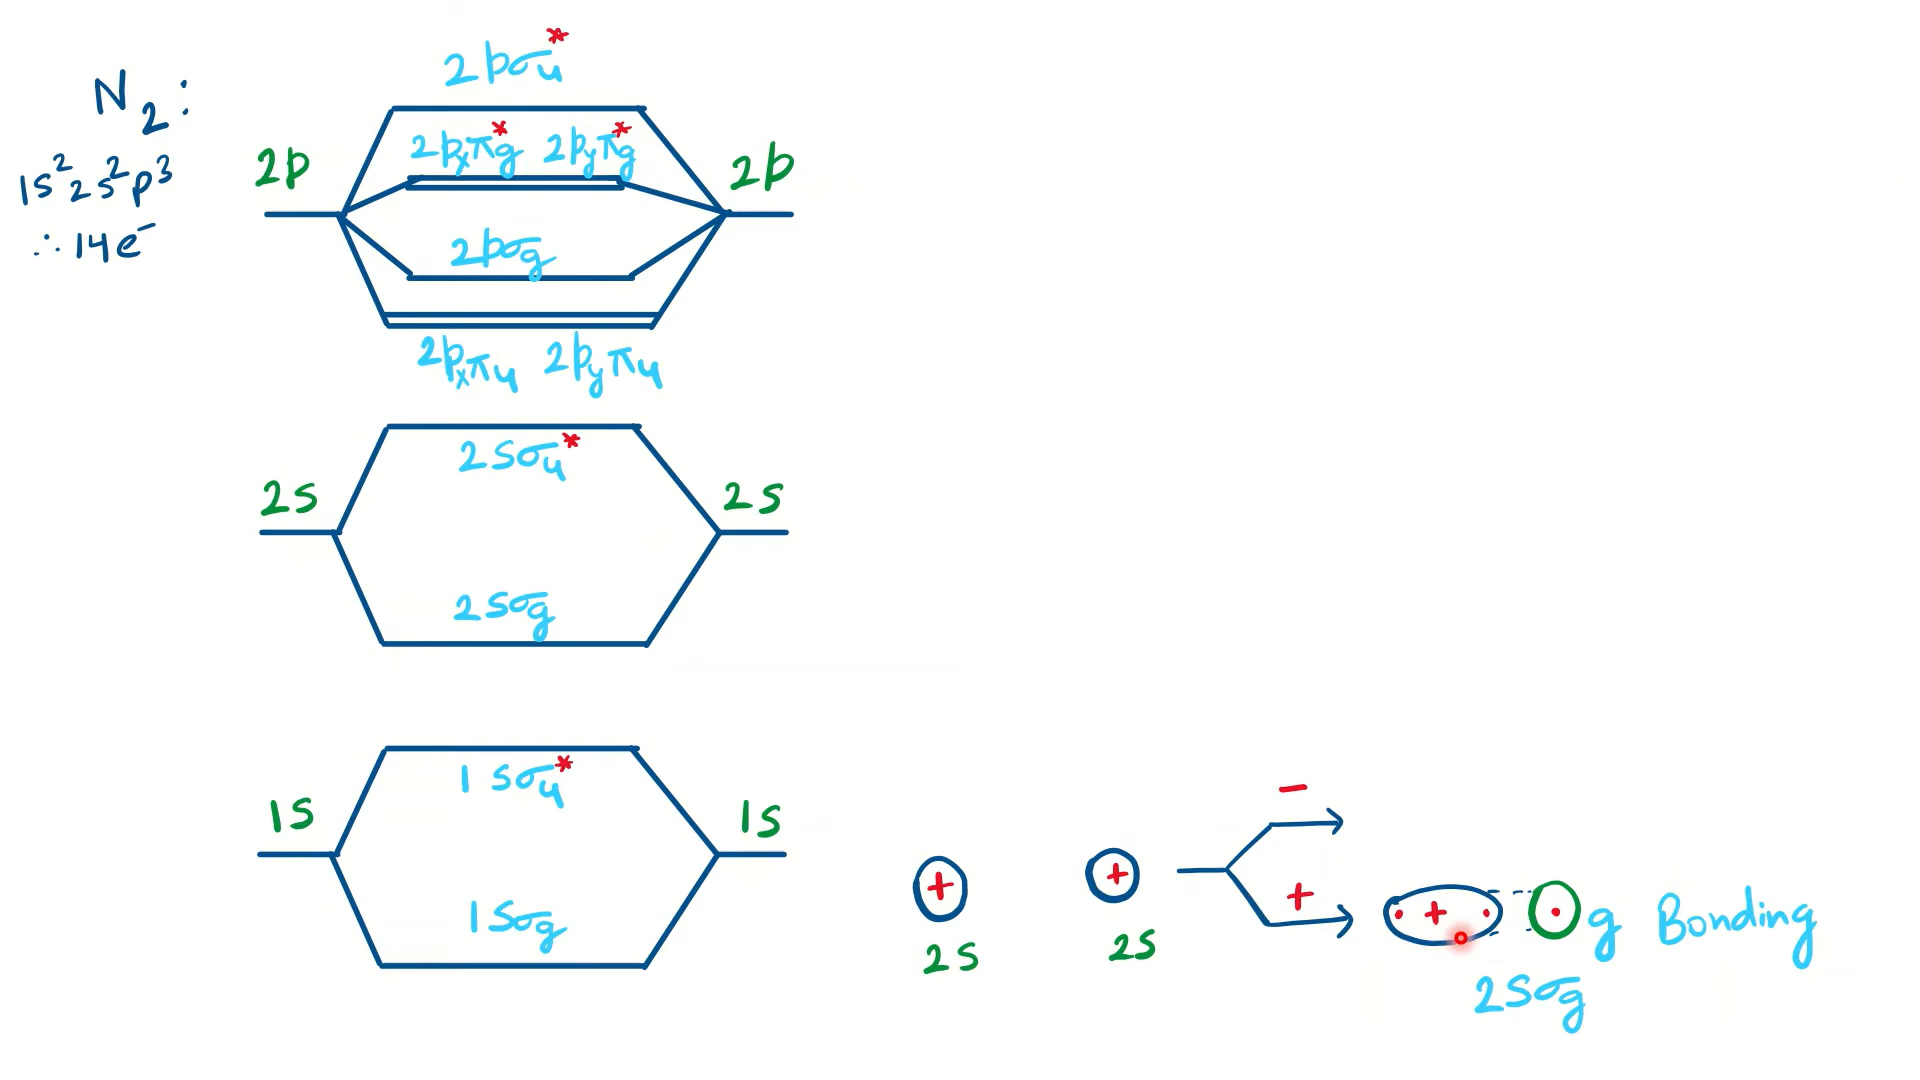 N₂:
1s²2s²p³
∴ 14e⁻
2pσu*
2pxπg* 2pyπg*
2p 2p
2pσg
2pxπu 2pyπu
2sσu*
2s 2s
2sσg
1sσu*
1s 1s
1sσg
−
+ +
+ + g Bonding
2s 2s
2sσg